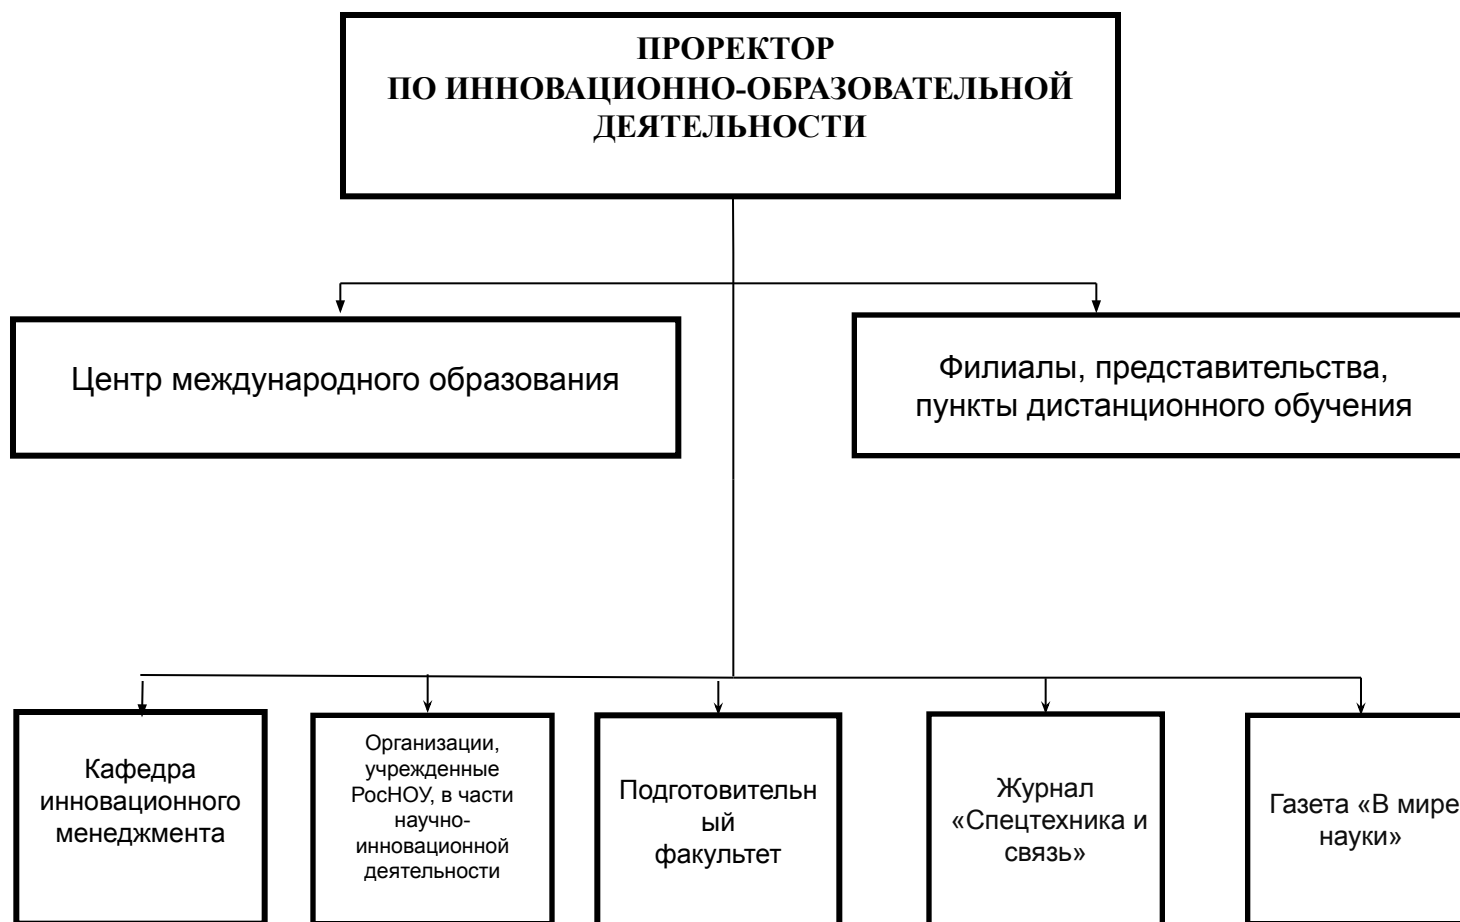 ПРОРЕКТОР
ПО ИННОВАЦИОННО-ОБРАЗОВАТЕЛЬНОЙ
ДЕЯТЕЛЬНОСТИ
Центр международного образования
Филиалы, представительства,
пункты дистанционного обучения
Кафедра
инновационного
менеджмента
Организации,
учрежденные
РосНОУ, в части
научно-
инновационной
деятельности
Подготовительн
ый
факультет
Журнал
«Спецтехника и
связь»
Газета «В мире
науки»